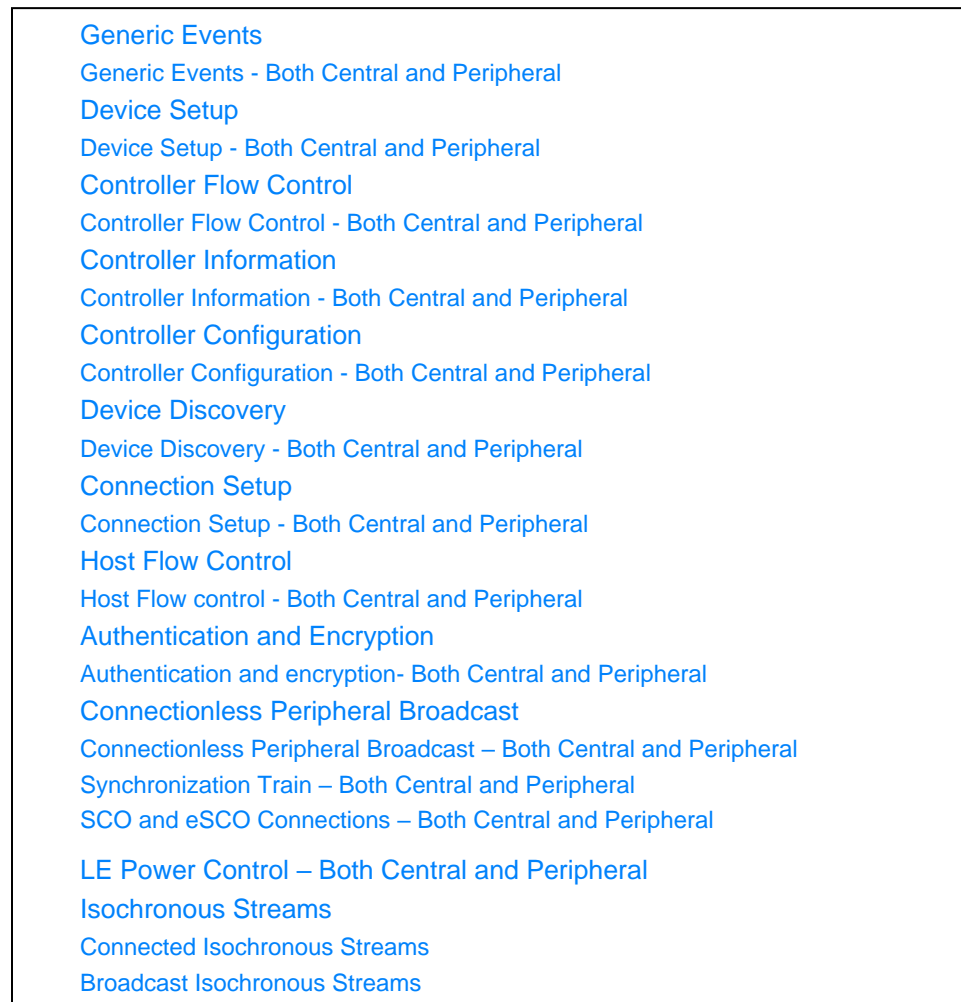 Generic Events
Generic Events - Both Central and Peripheral
Device Setup
Device Setup - Both Central and Peripheral
Controller Flow Control
Controller Flow Control - Both Central and Peripheral
Controller Information
Controller Information - Both Central and Peripheral
Controller Configuration
Controller Configuration - Both Central and Peripheral
Device Discovery
Device Discovery - Both Central and Peripheral
Connection Setup
Connection Setup - Both Central and Peripheral
Host Flow Control
Host Flow control - Both Central and Peripheral
Authentication and Encryption
Authentication and encryption- Both Central and Peripheral
Connectionless Peripheral Broadcast
Connectionless Peripheral Broadcast – Both Central and Peripheral
Synchronization Train – Both Central and Peripheral
SCO and eSCO Connections – Both Central and Peripheral
LE Power Control – Both Central and Peripheral
Isochronous Streams
Connected Isochronous Streams
Broadcast Isochronous Streams